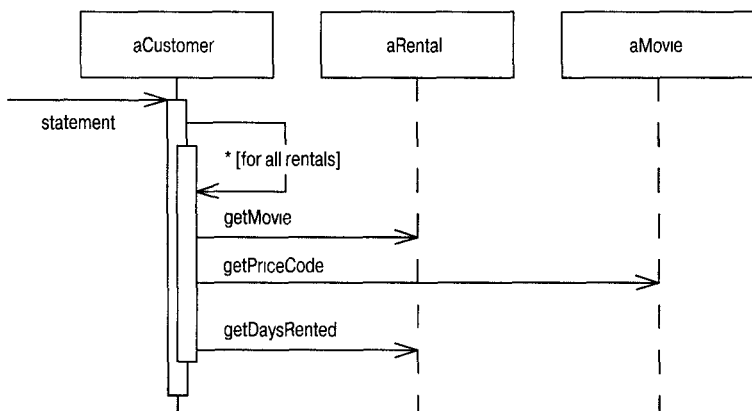 aCustomer
aRental
aMovie
statement
* [for all rentals]
getMovie
getPriceCode
getDaysRented